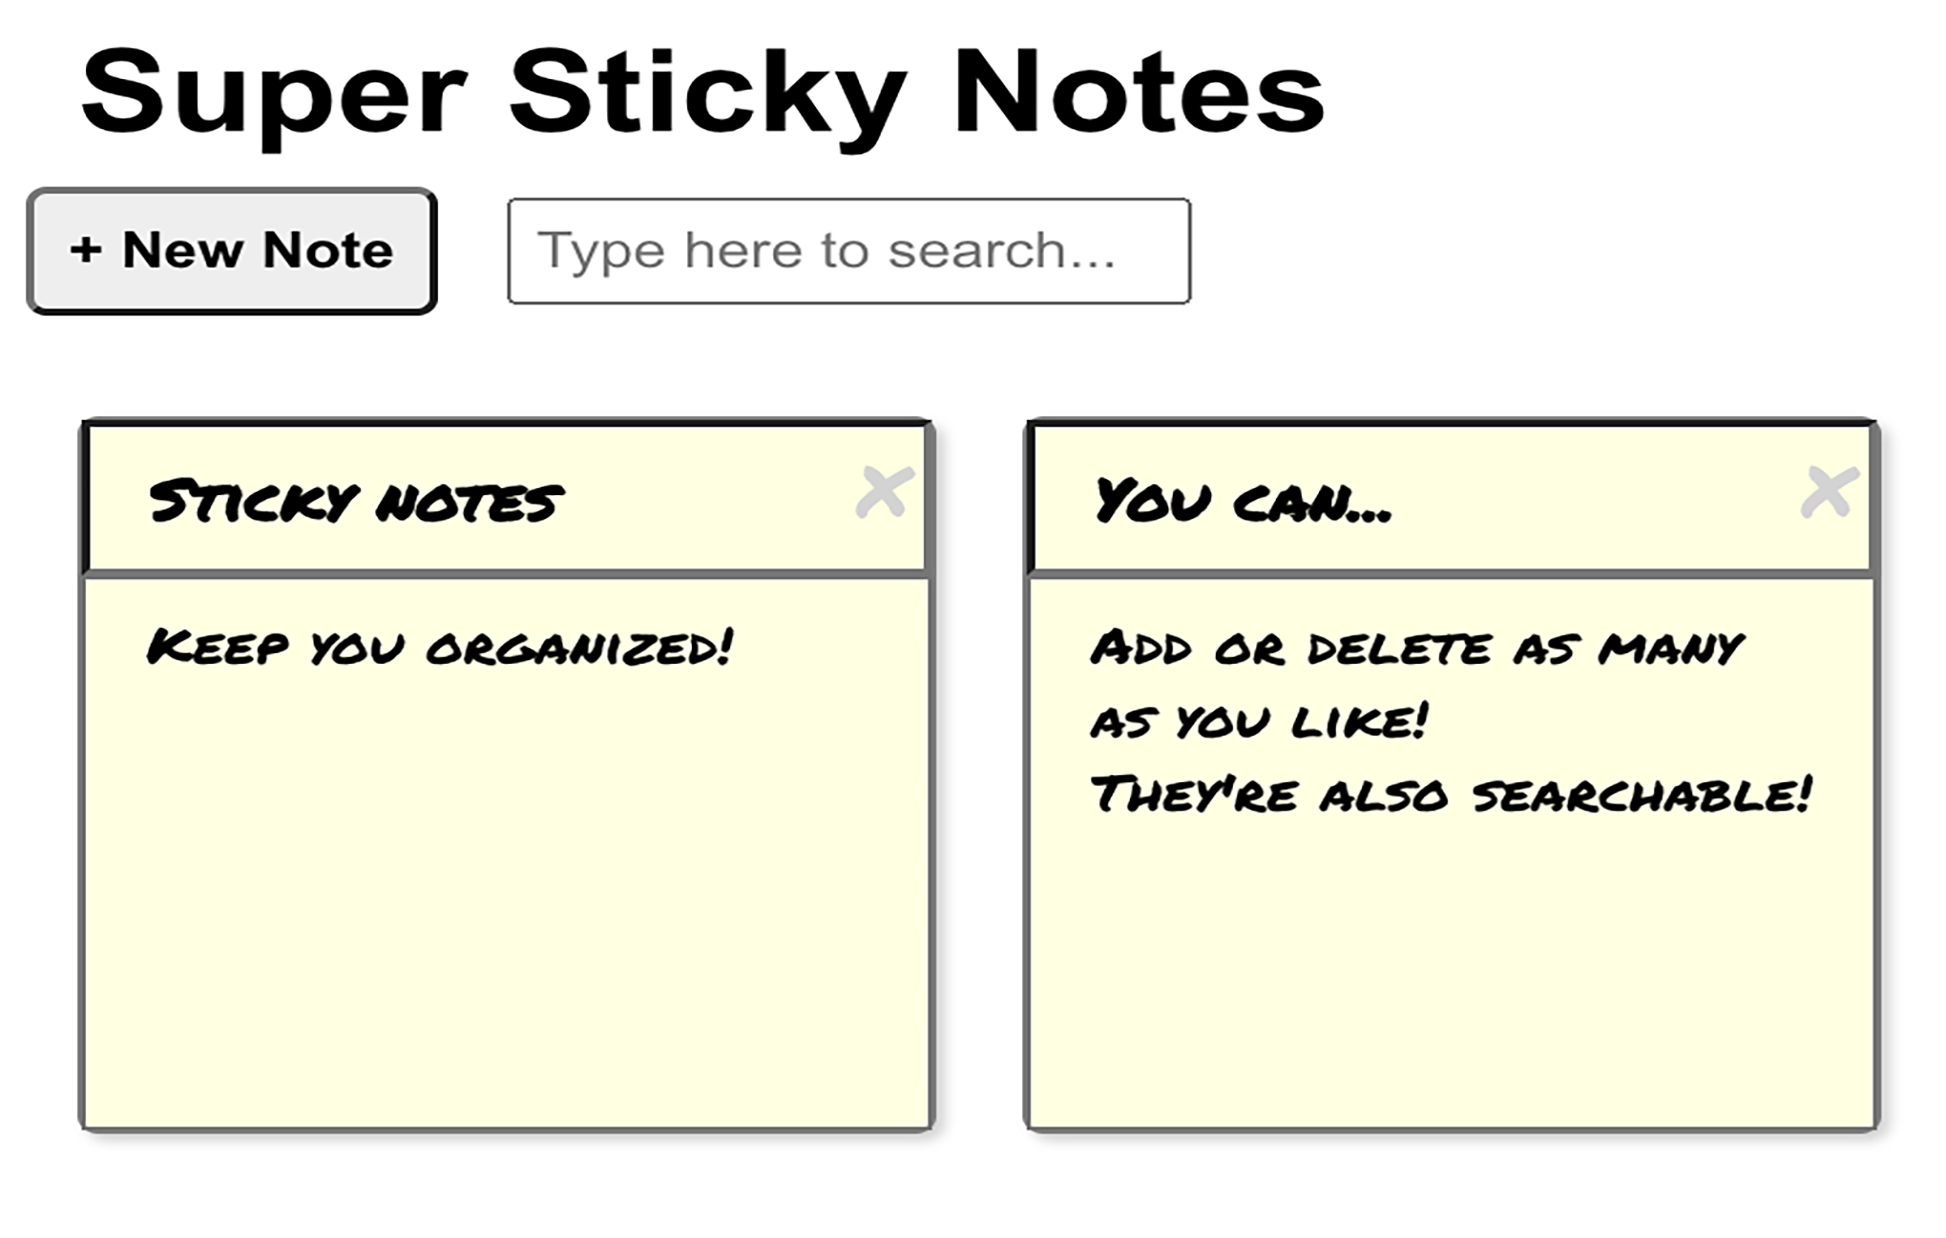 Super Sticky Notes
+ New Note
Type here to search...
Sticky notes
Keep you organized!
You can...
Add or delete as many
as you like!
They're also searchable!